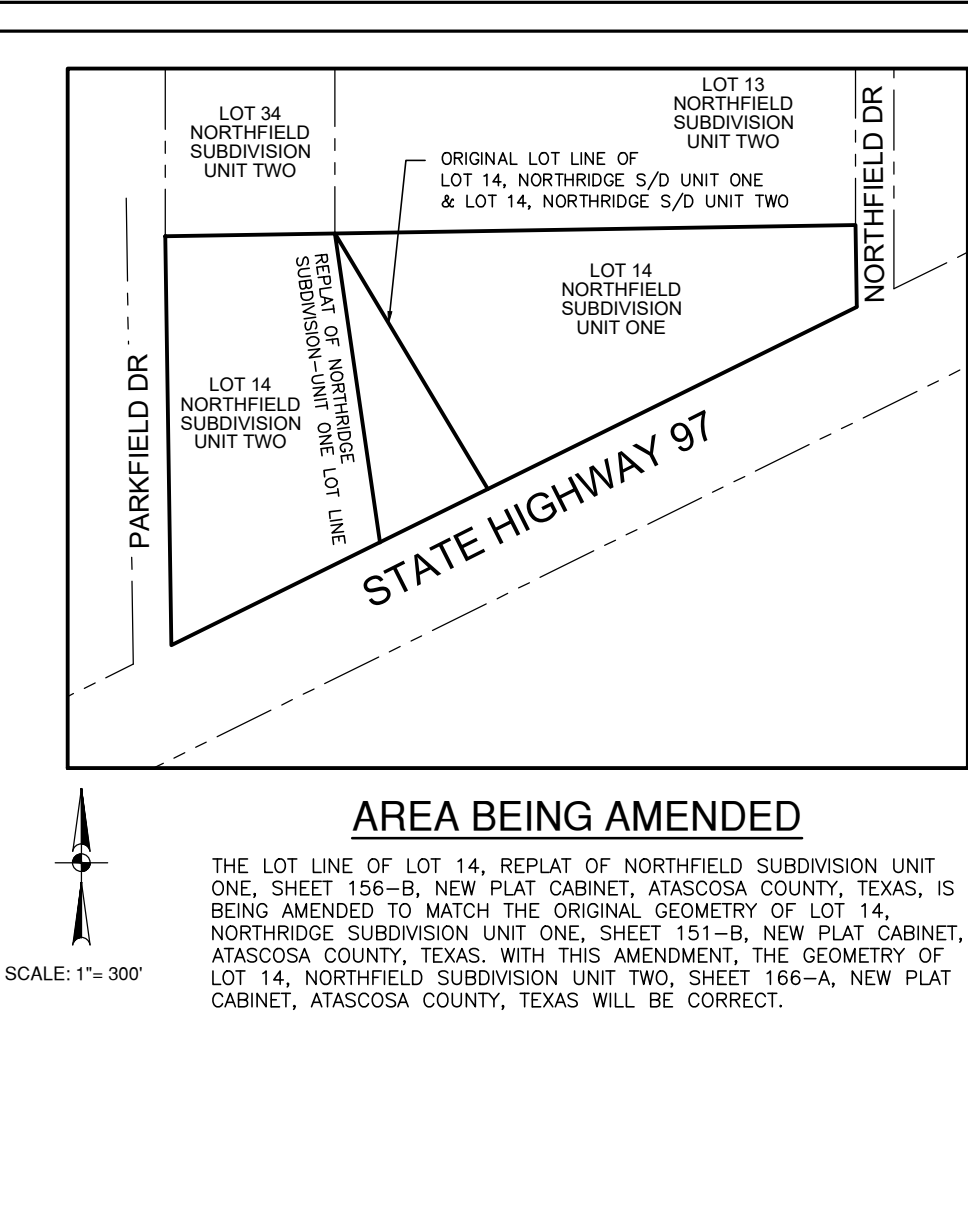 LOT 34
NORTHFIELD
SUBDIVISION
UNIT TWO
LOT 13
NORTHFIELD
SUBDIVISION
UNIT TWO
ORIGINAL LOT LINE OF
LOT 14, NORTHRIDGE S/D UNIT ONE
& LOT 14, NORTHRIDGE S/D UNIT TWO
NORTHFIELD DR
LOT 14
NORTHFIELD
SUBDIVISION
UNIT ONE
REPLAT OF NORTHRIDGE
SUBDIVISION-UNIT ONE LOT LINE
LOT 14
NORTHFIELD
SUBDIVISION
UNIT TWO
PARKFIELD DR
STATE HIGHWAY 97
AREA BEING AMENDED
THE LOT LINE OF LOT 14, REPLAT OF NORTHFIELD SUBDIVISION UNIT
ONE, SHEET 156-B, NEW PLAT CABINET, ATASCOSA COUNTY, TEXAS, IS
BEING AMENDED TO MATCH THE ORIGINAL GEOMETRY OF LOT 14,
NORTHRIDGE SUBDIVISION UNIT ONE, SHEET 151-B, NEW PLAT CABINET,
ATASCOSA COUNTY, TEXAS. WITH THIS AMENDMENT, THE GEOMETRY OF
LOT 14, NORTHFIELD SUBDIVISION UNIT TWO, SHEET 166-A, NEW PLAT
CABINET, ATASCOSA COUNTY, TEXAS WILL BE CORRECT.
SCALE: 1"= 300'